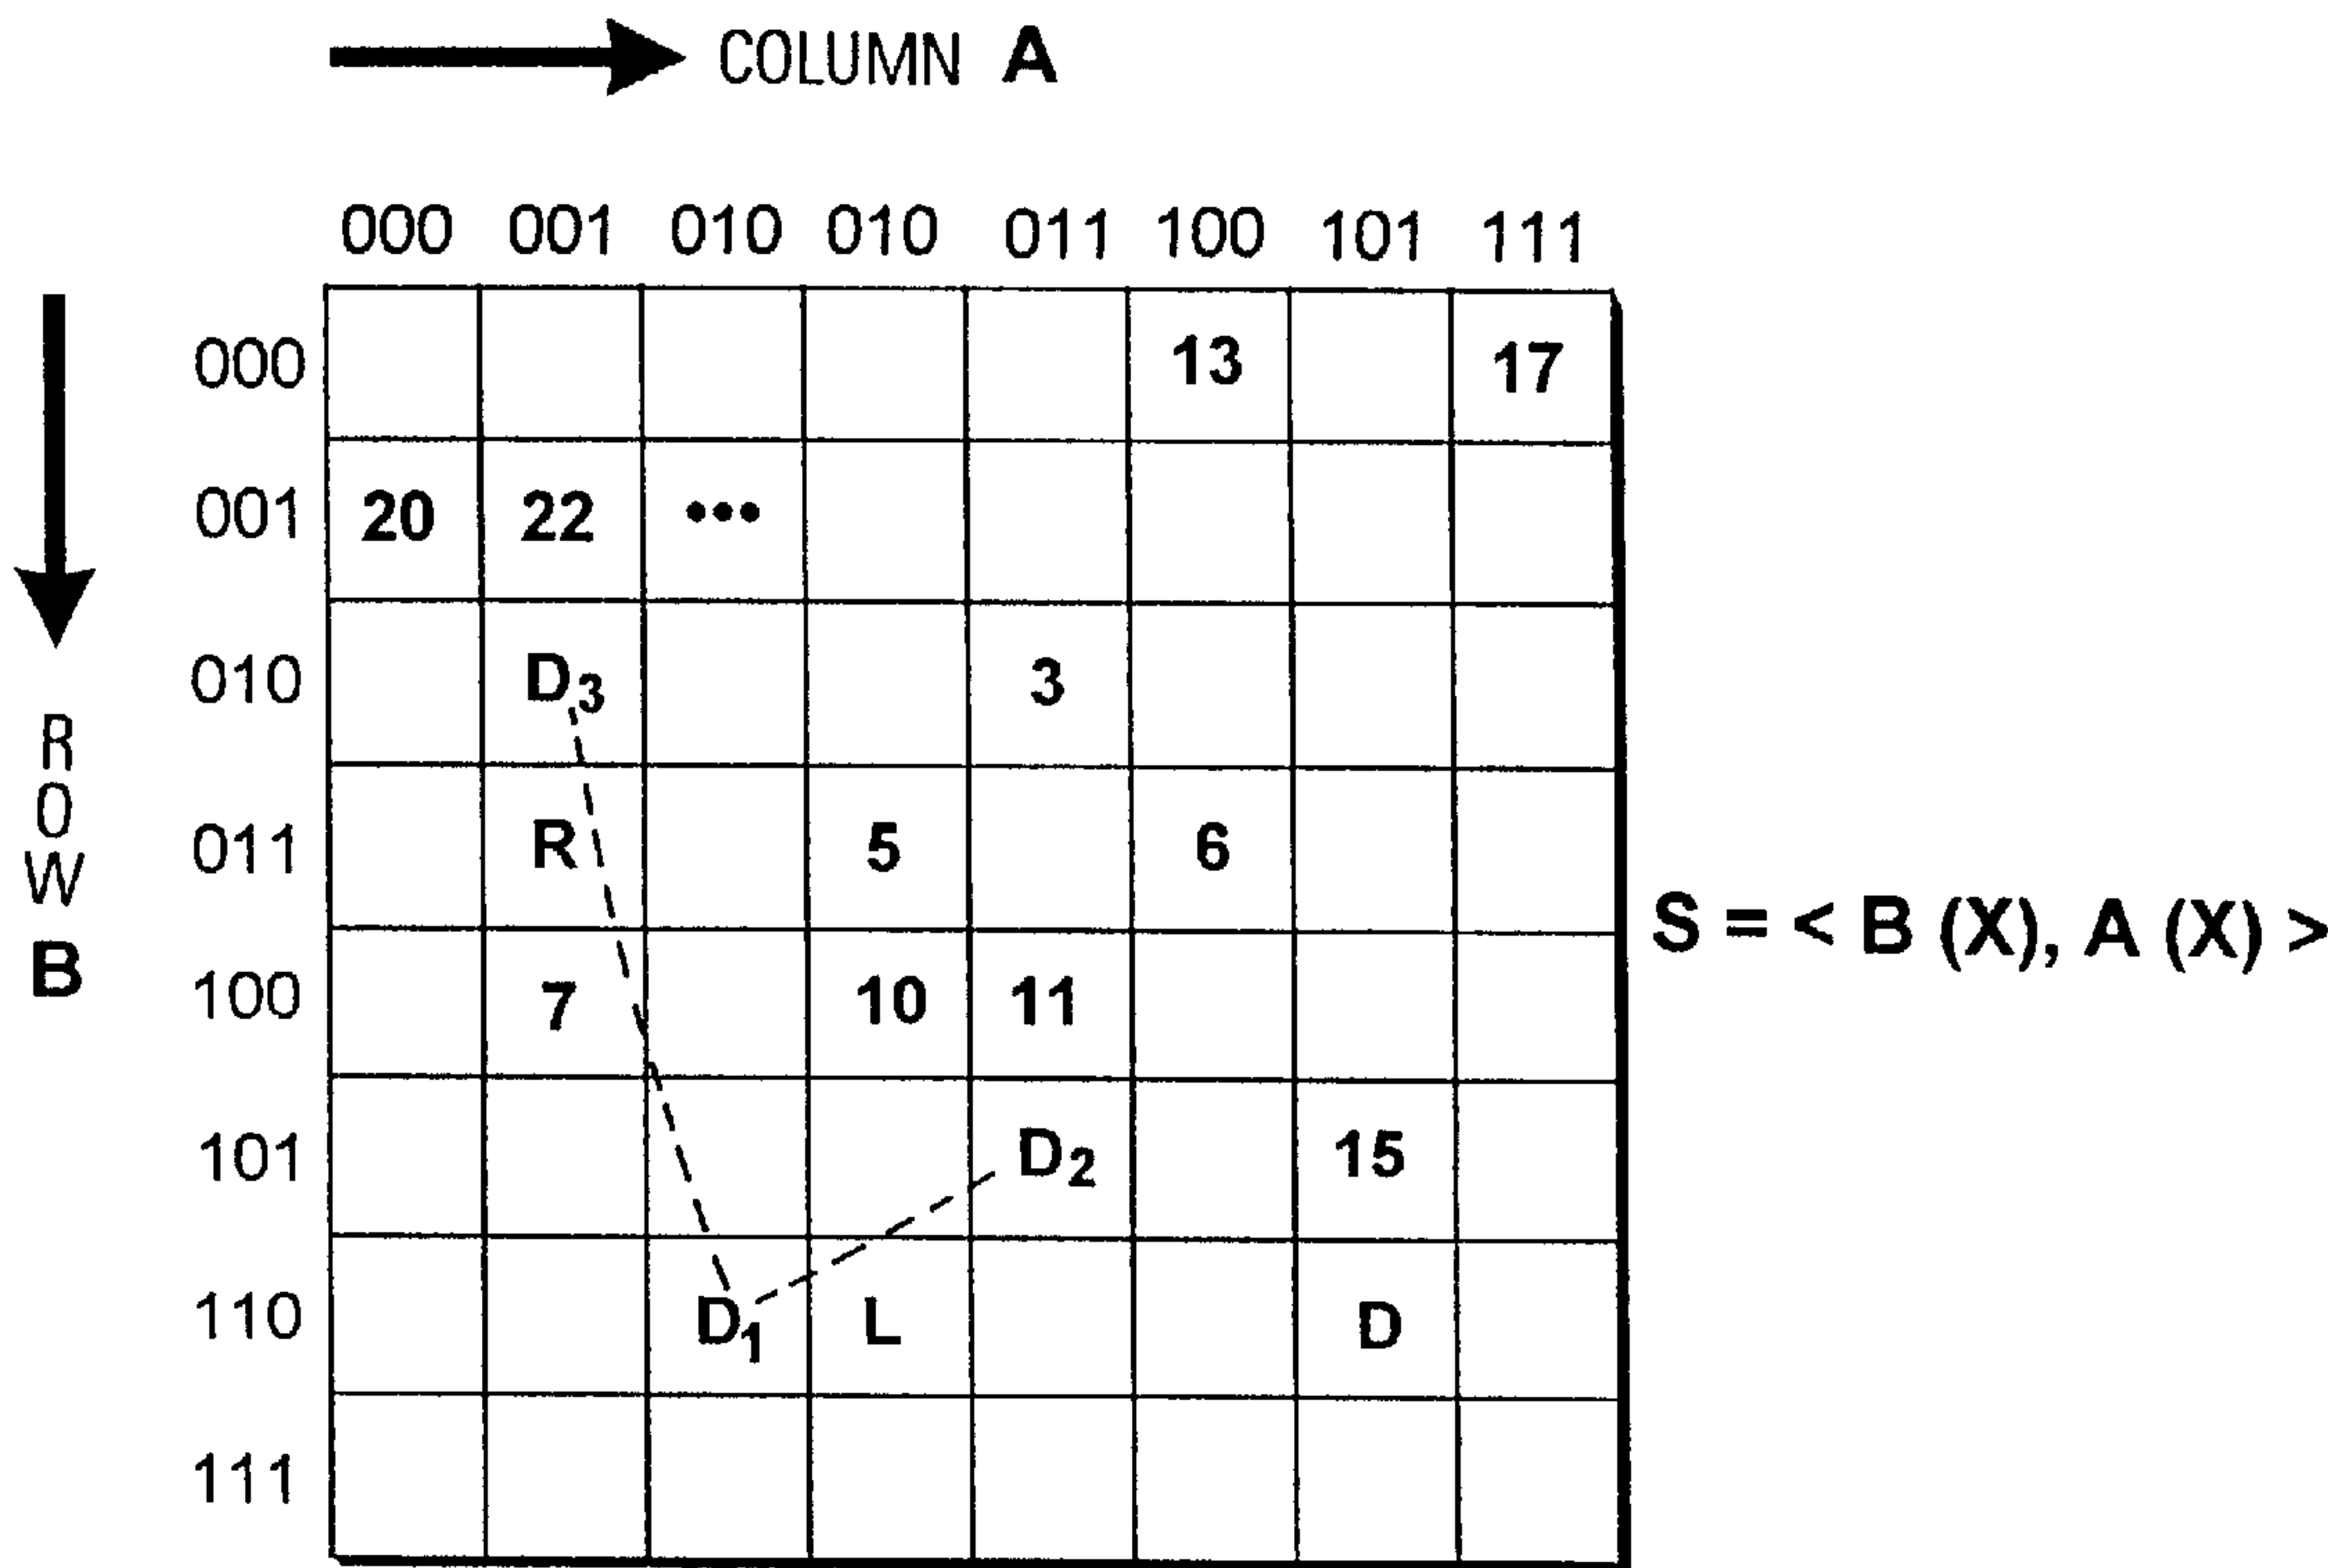 COLUMN A
000 001 010 010 011 100 101 111
000 13 17
001 20 22 •••
010 D3 3
011 R 5 6
100 7 10 11
101 D2 15
110 D1 L D
111
ROW B
S = < B (X), A (X) >